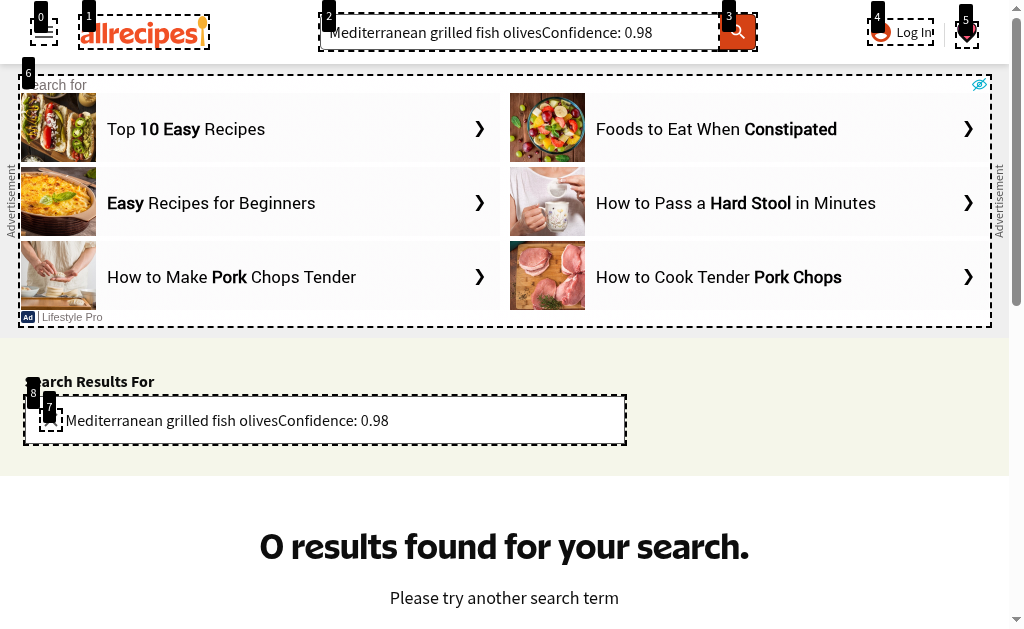 0
1
2
3
4
5
allrecipes
Mediterranean grilled fish olivesConfidence: 0.98
Log In
6
Search for
Advertisement
Top 10 Easy Recipes
Foods to Eat When Constipated
Easy Recipes for Beginners
How to Pass a Hard Stool in Minutes
How to Make Pork Chops Tender
How to Cook Tender Pork Chops
Advertisement
Ad | Lifestyle Pro
Search Results For
8
7
Mediterranean grilled fish olivesConfidence: 0.98
0 results found for your search.
Please try another search term